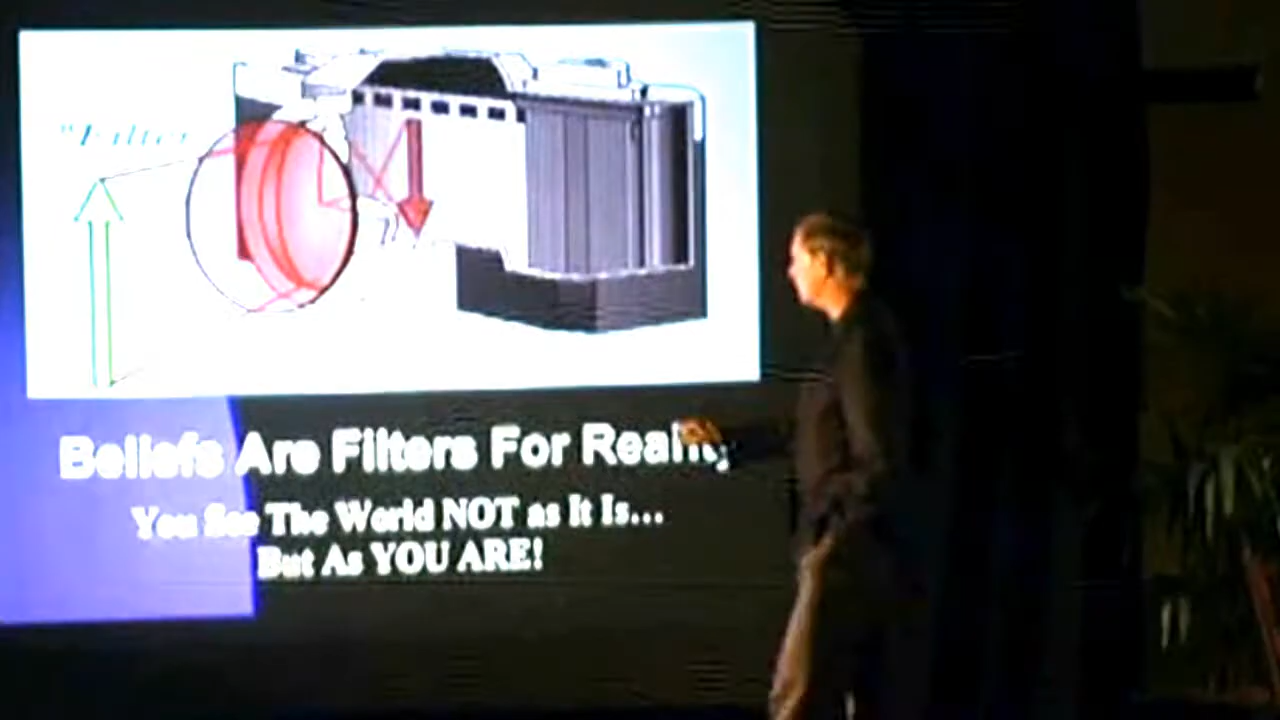 "Filter
Beliefs Are Filters For Reality
You See The World NOT as It Is...
But As YOU ARE!